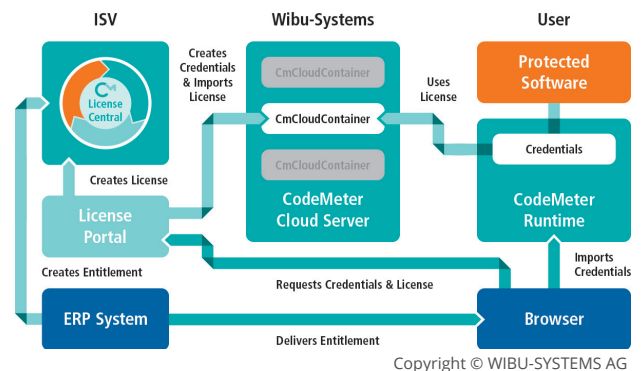 ISV
Wibu-Systems
User
Creates
Credentials
& Imports
License
CmCloudContainer
Uses
License
Protected
Software
License
Central
CmCloudContainer
Credentials
CmCloudContainer
Creates License
License
Portal
CodeMeter
Cloud Server
CodeMeter
Runtime
Creates Entitlement
Requests Credentials & License
Imports
Credentials
ERP System
Browser
Delivers Entitlement
Copyright © WIBU-SYSTEMS AG